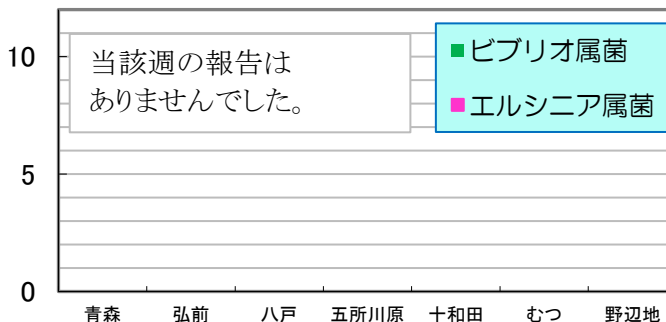 10
当該週の報告は
ありませんでした。
ビブリオ属菌
エルシニア属菌
5
0
青森 弘前 八戸 五所川原 十和田 むつ 野辺地